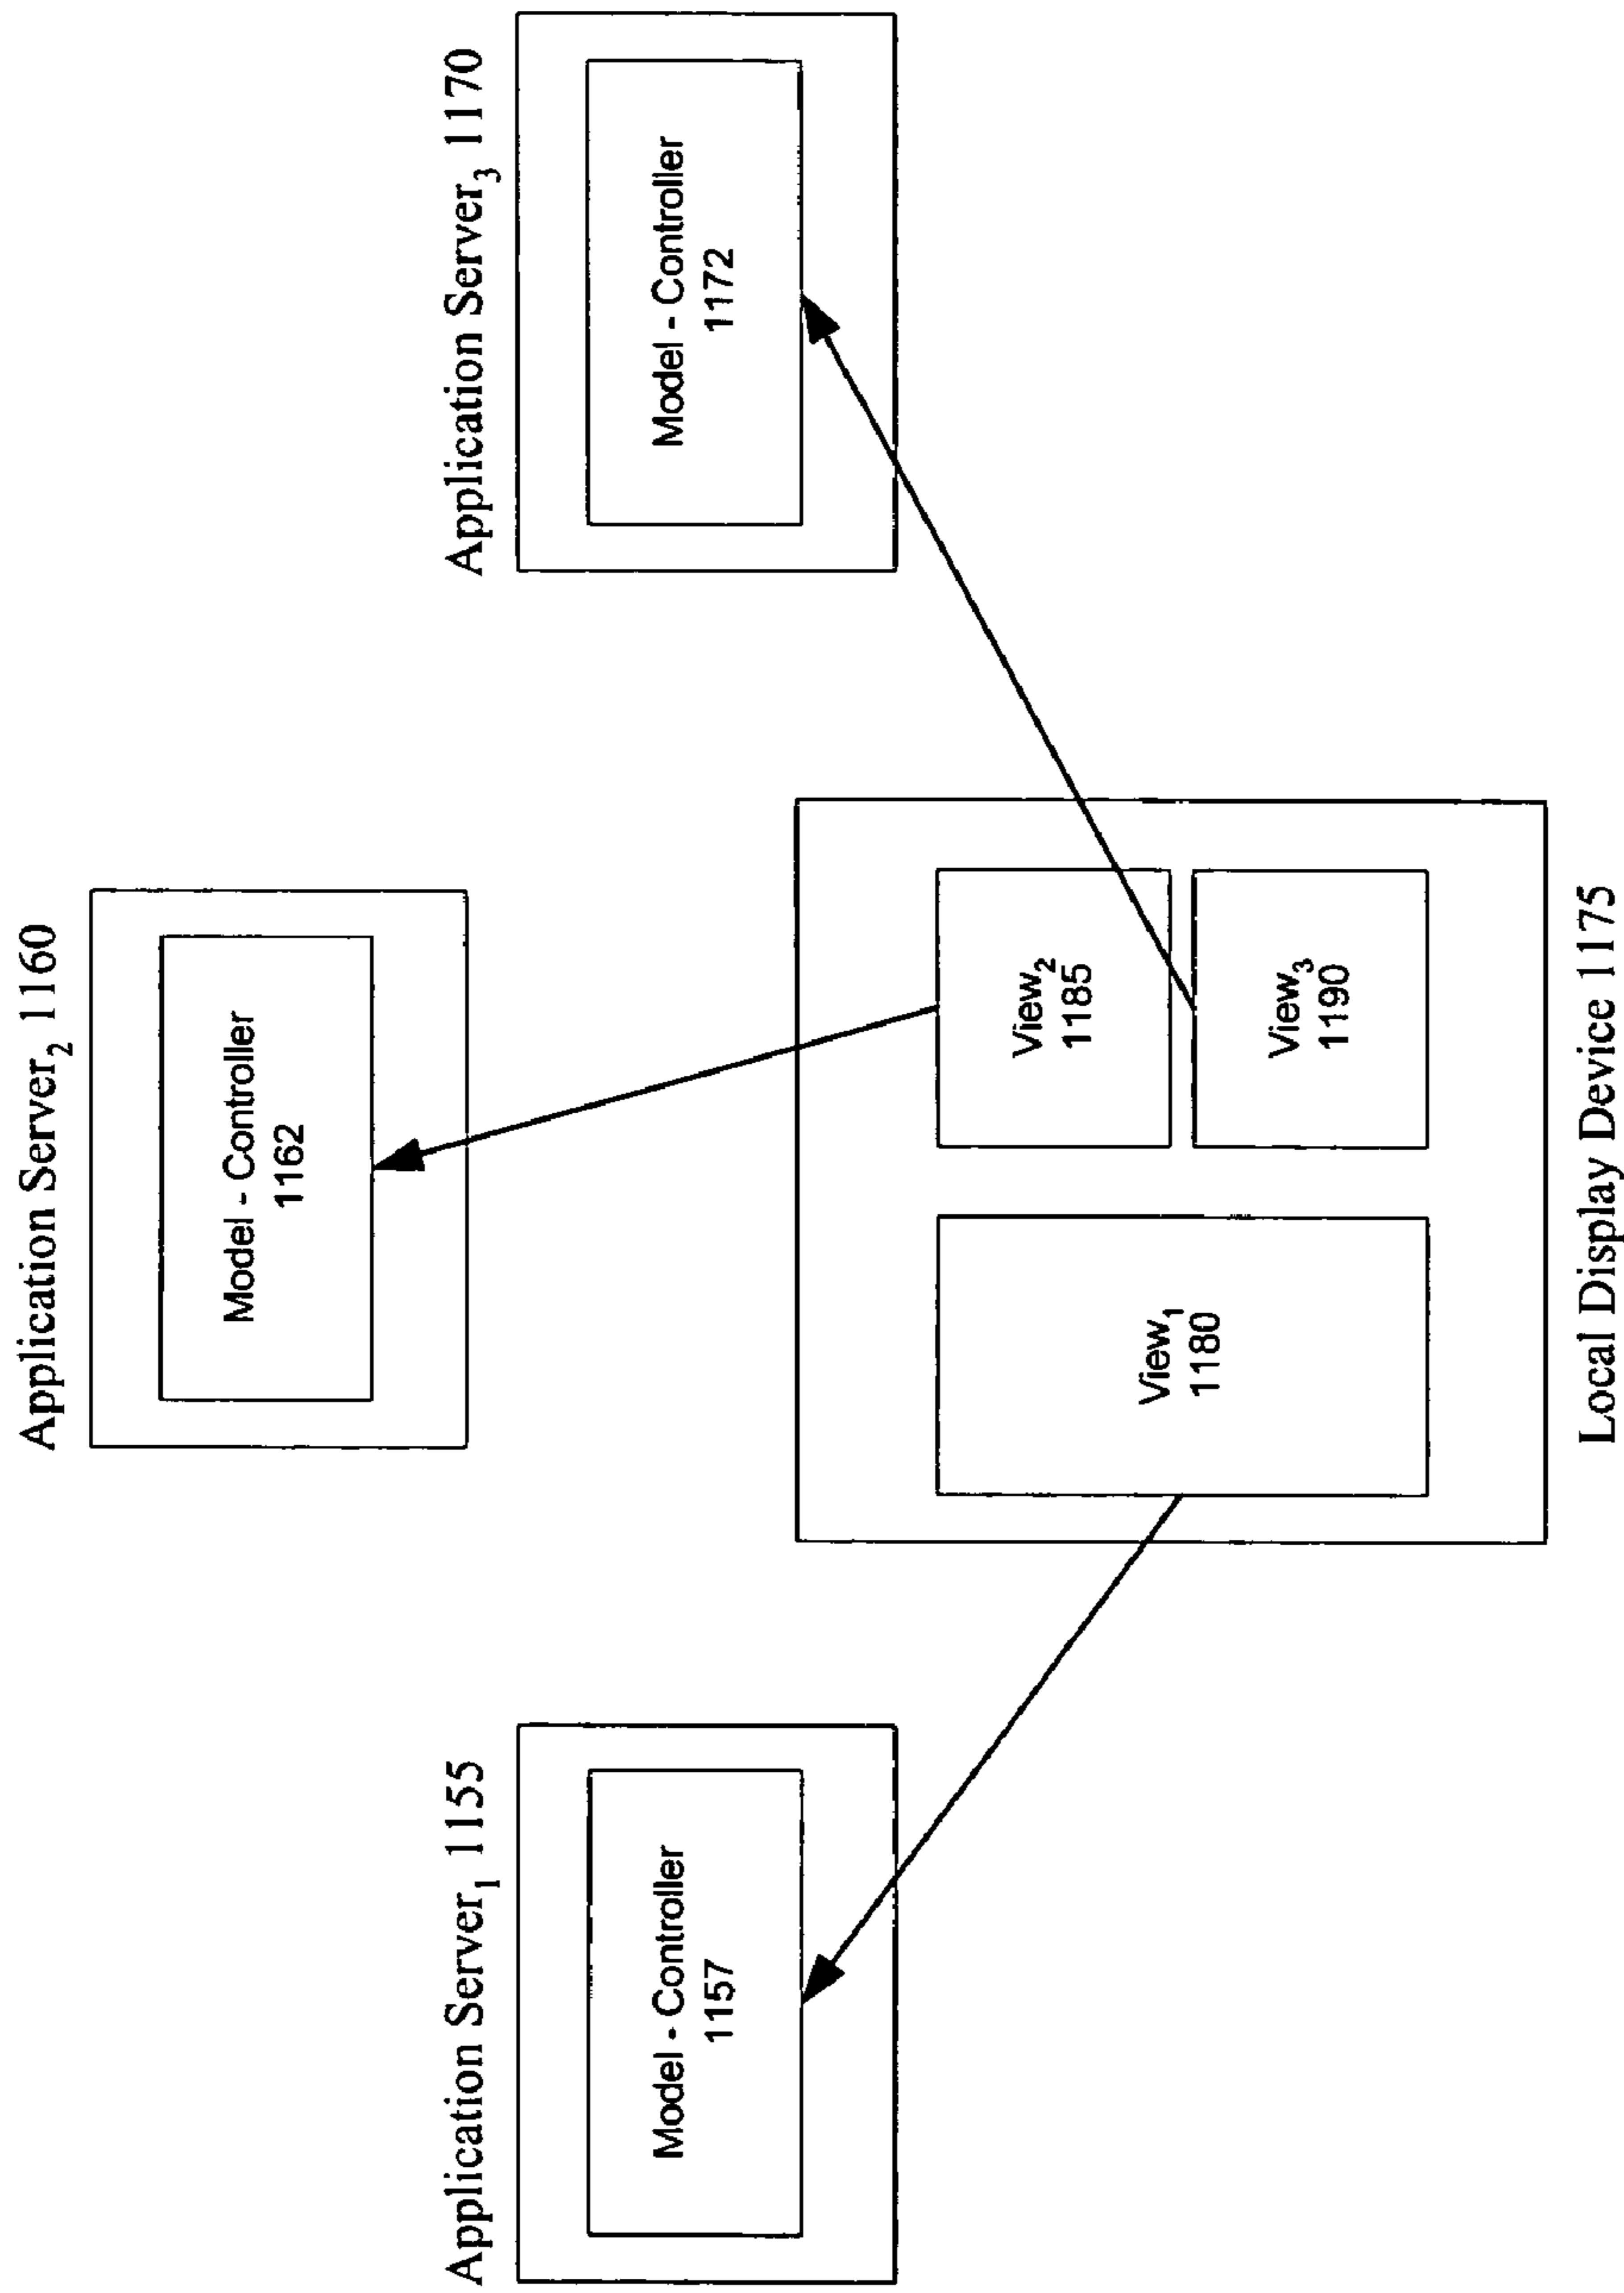 Application Server₂ 1160
Model - Controller
1162
Application Server₁ 1155
Model - Controller
1157
Application Server₃ 1170
Model - Controller
1172
View₁
1180
View₂
1185
View₃
1190
Local Display Device 1175